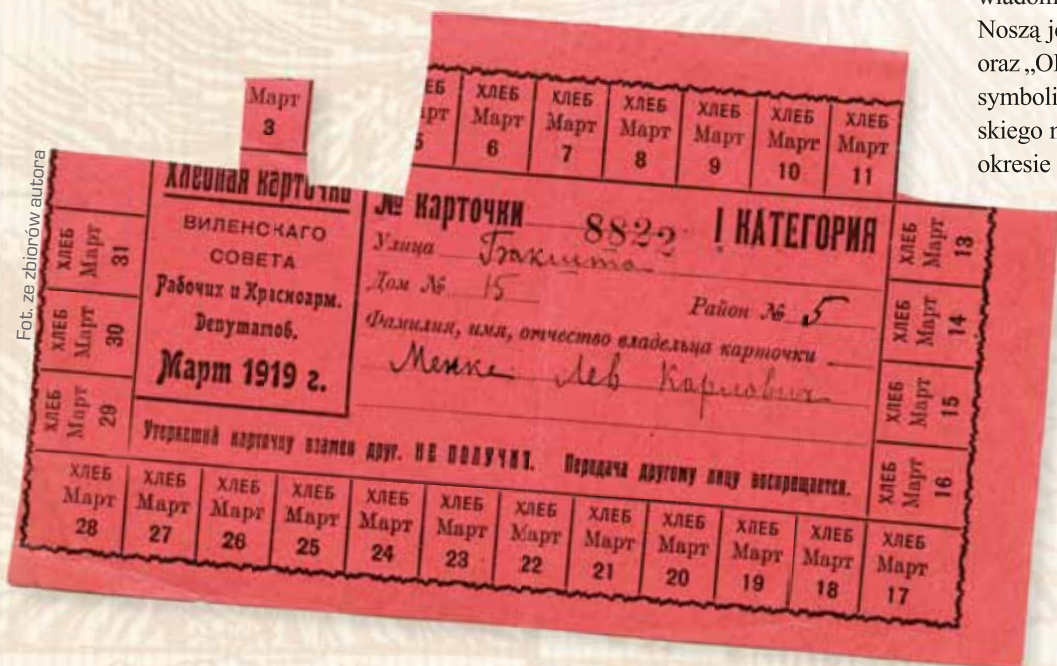 wiadom
Noszą j
oraz „O
symboli
skiego
okresie
Fot. ze zbiorów autora
Март
3
ХЛЕБ
Март
5
ХЛЕБ
Март
6
ХЛЕБ
Март
7
ХЛЕБ
Март
8
ХЛЕБ
Март
9
ХЛЕБ
Март
10
ХЛЕБ
Март
11
Хлебная карточка
ВИЛЕНСКАГО
СОВЕТА
Рабочих и Красноарм.
Депутатов.
Март 1919 г.
№ карточки 8822 I КАТЕГОРИЯ
Улица Бакшта
Дом № 15 Район № 5
Фамилия, имя, отчество владельца карточки
Менке Лев Карлович
Утерявший карточку взамен друг. НЕ ПОЛУЧИТ. Передача другому лицу воспрещается.
ХЛЕБ
Март
13
ХЛЕБ
Март
14
ХЛЕБ
Март
15
ХЛЕБ
Март
16
ХЛЕБ
Март
31
ХЛЕБ
Март
30
ХЛЕБ
Март
29
ХЛЕБ
Март
28
ХЛЕБ
Март
27
ХЛЕБ
Март
26
ХЛЕБ
Март
25
ХЛЕБ
Март
24
ХЛЕБ
Март
23
ХЛЕБ
Март
22
ХЛЕБ
Март
21
ХЛЕБ
Март
20
ХЛЕБ
Март
19
ХЛЕБ
Март
18
ХЛЕБ
Март
17